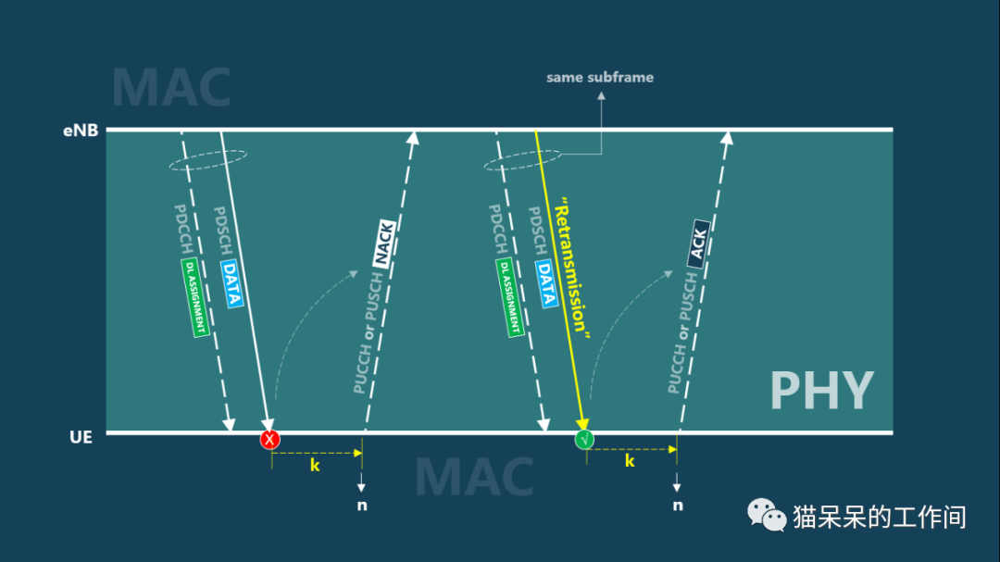 MAC
same subframe
eNB
PDCCH DL ASSIGNMENT
PDSCH DATA
PUCCH or PUSCH NACK
PDCCH DL ASSIGNMENT
PDSCH DATA
“Retransmission”
PUCCH or PUSCH ACK
PHY
UE
X
√
k
k
MAC
n
n
猫呆呆的工作间